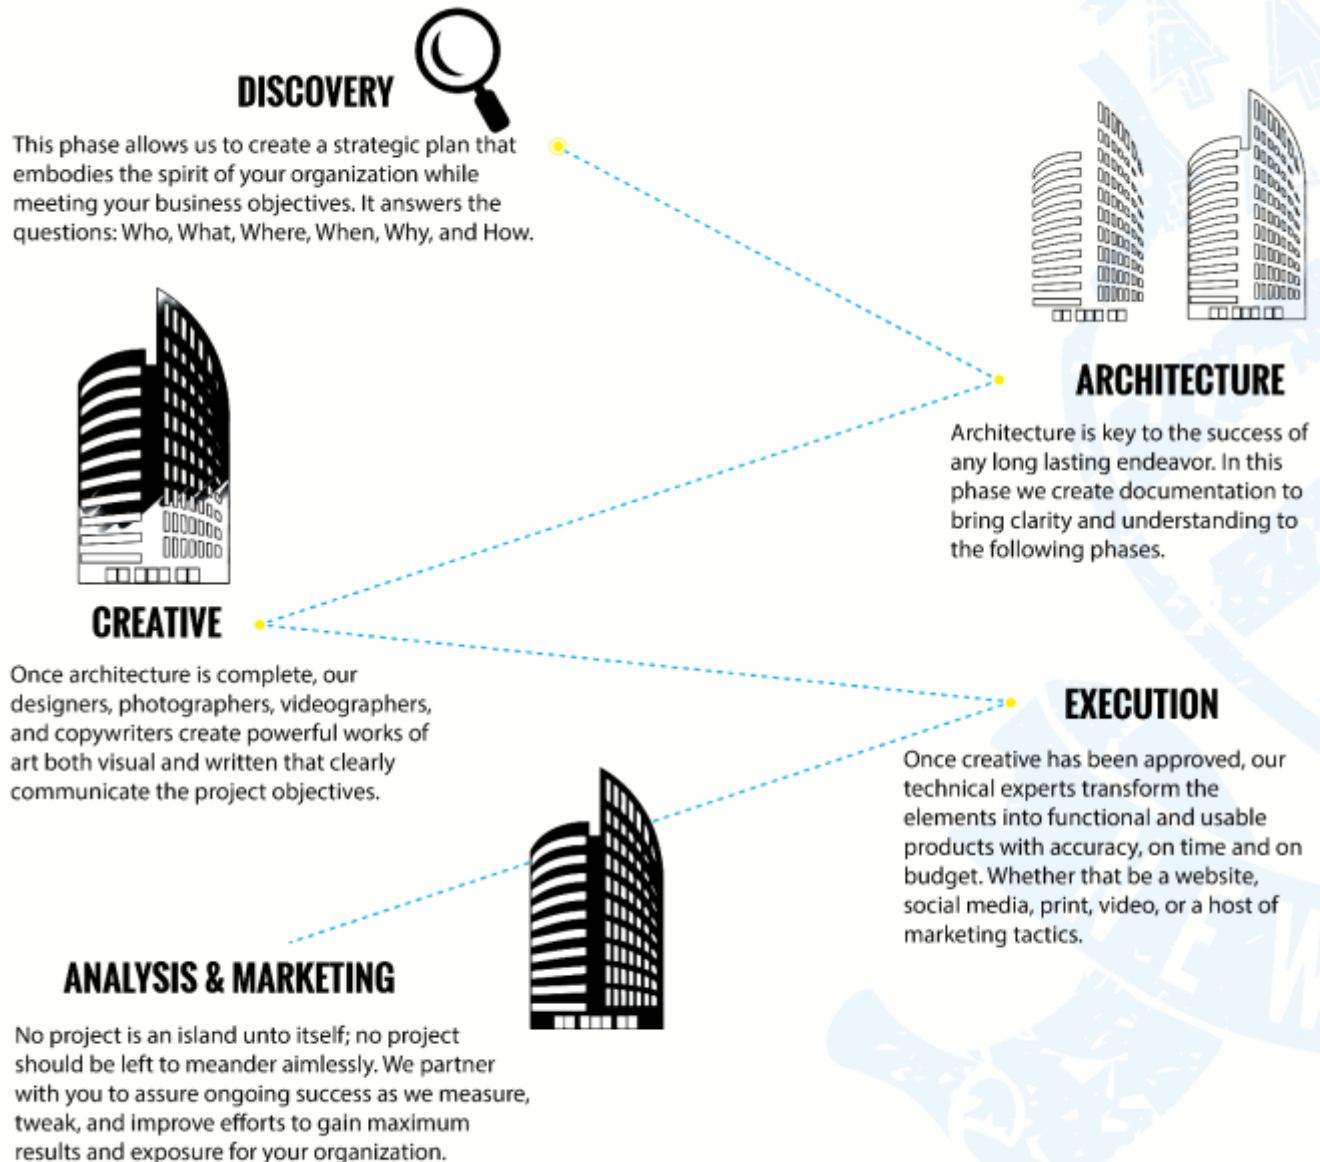 DISCOVERY
This phase allows us to create a strategic plan that
embodies the spirit of your organization while
meeting your business objectives. It answers the
questions: Who, What, Where, When, Why, and How.
ARCHITECTURE
Architecture is key to the success of
any long lasting endeavor. In this
phase we create documentation to
bring clarity and understanding to
the following phases.
CREATIVE
Once architecture is complete, our
designers, photographers, videographers,
and copywriters create powerful works of
art both visual and written that clearly
communicate the project objectives.
EXECUTION
Once creative has been approved, our
technical experts transform the
elements into functional and usable
products with accuracy, on time and on
budget. Whether that be a website,
social media, print, video, or a host of
marketing tactics.
ANALYSIS & MARKETING
No project is an island unto itself; no project
should be left to meander aimlessly. We partner
with you to assure ongoing success as we measure,
tweak, and improve efforts to gain maximum
results and exposure for your organization.